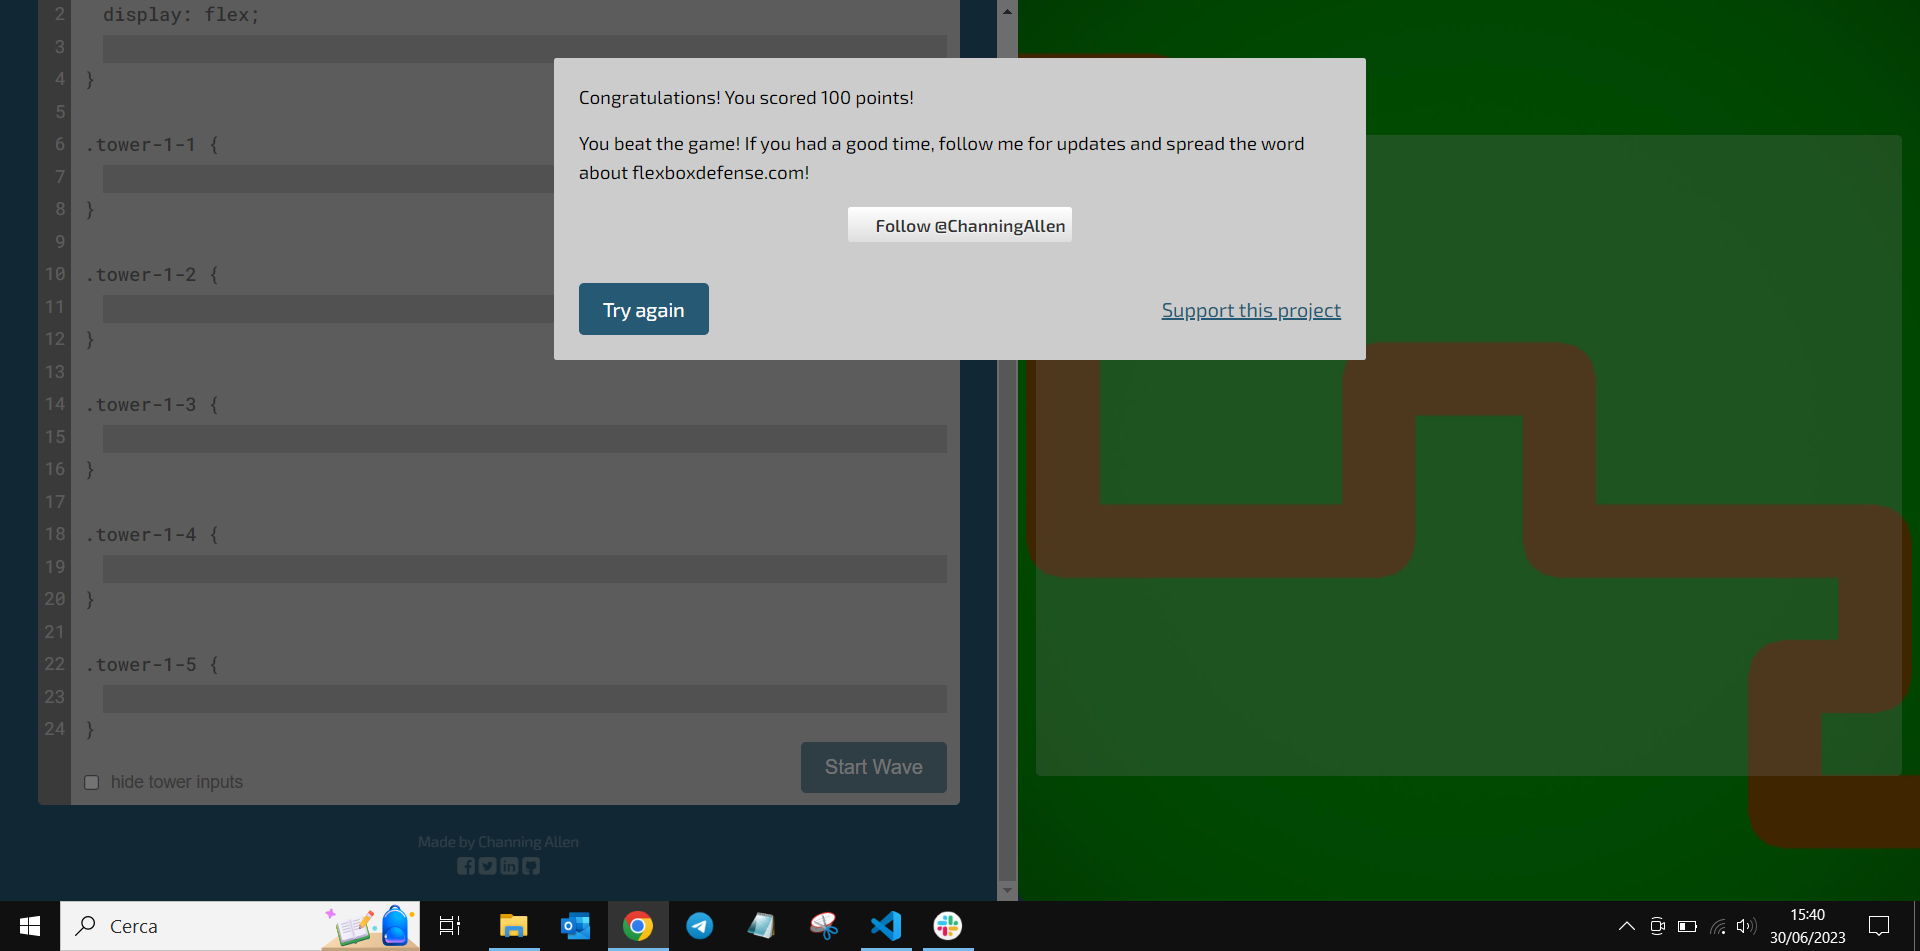 2 display: flex;
3
4 }
5
6 .tower-1-1 {
7
8 }
9
10 .tower-1-2 {
11
12 }
13
14 .tower-1-3 {
15
16 }
17
18 .tower-1-4 {
19
20 }
21
22 .tower-1-5 {
23
24 }
hide tower inputs
Start Wave
Made by Channing Allen
Congratulations! You scored 100 points!
You beat the game! If you had a good time, follow me for updates and spread the word
about flexboxdefense.com!
Follow @ChanningAllen
Try again
Support this project
Cerca
15:40
30/06/2023